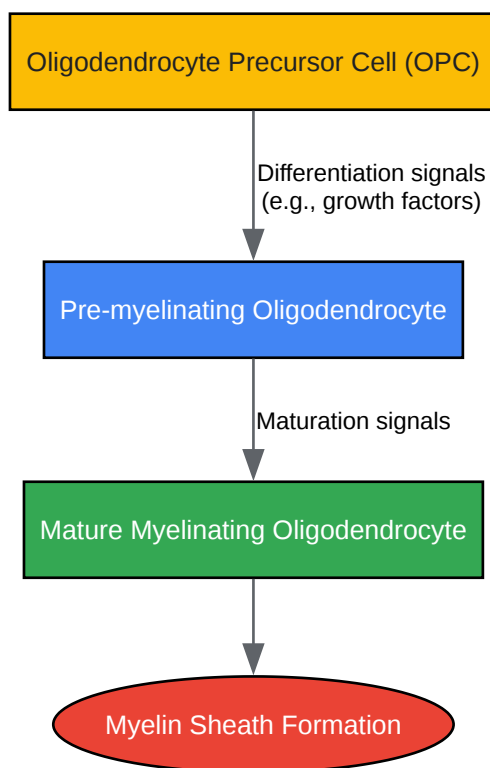 Oligodendrocyte Precursor Cell (OPC)
Differentiation signals
(e.g., growth factors)
Pre-myelinating Oligodendrocyte
Maturation signals
Mature Myelinating Oligodendrocyte
Myelin Sheath Formation